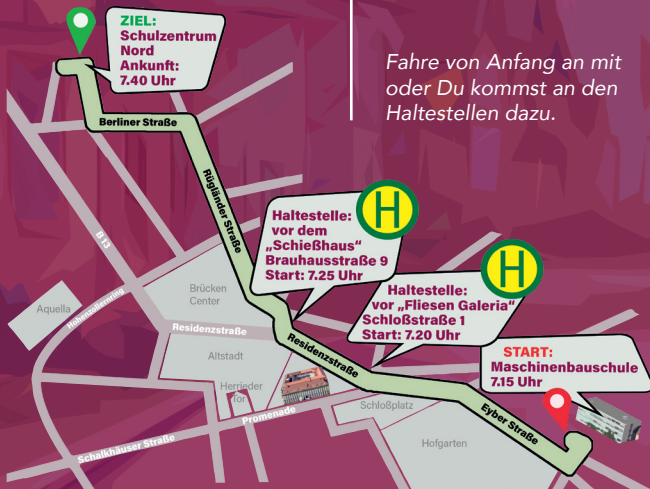 ZIEL:
Schulzentrum
Nord
Ankunft:
7.40 Uhr
Fahre von Anfang an mit
oder Du kommst an den
Haltestellen dazu.
Berliner Straße
Rügländer Straße
B 13
H
Haltestelle:
vor dem
„Schießhaus“
Brauhausstraße 9
Start: 7.25 Uhr
H
Haltestelle:
vor „Fliesen Galeria“
Schloßstraße 1
Start: 7.20 Uhr
START:
Maschinenbauschule
7.15 Uhr
Aquella
Hohenzollernring
Brücken
Center
Residenzstraße
Altstadt
Residenzstraße
Herrieder
Tor
Promenade
Schloßplatz
Eyber Straße
Hofgarten
Schalkhäuser Straße